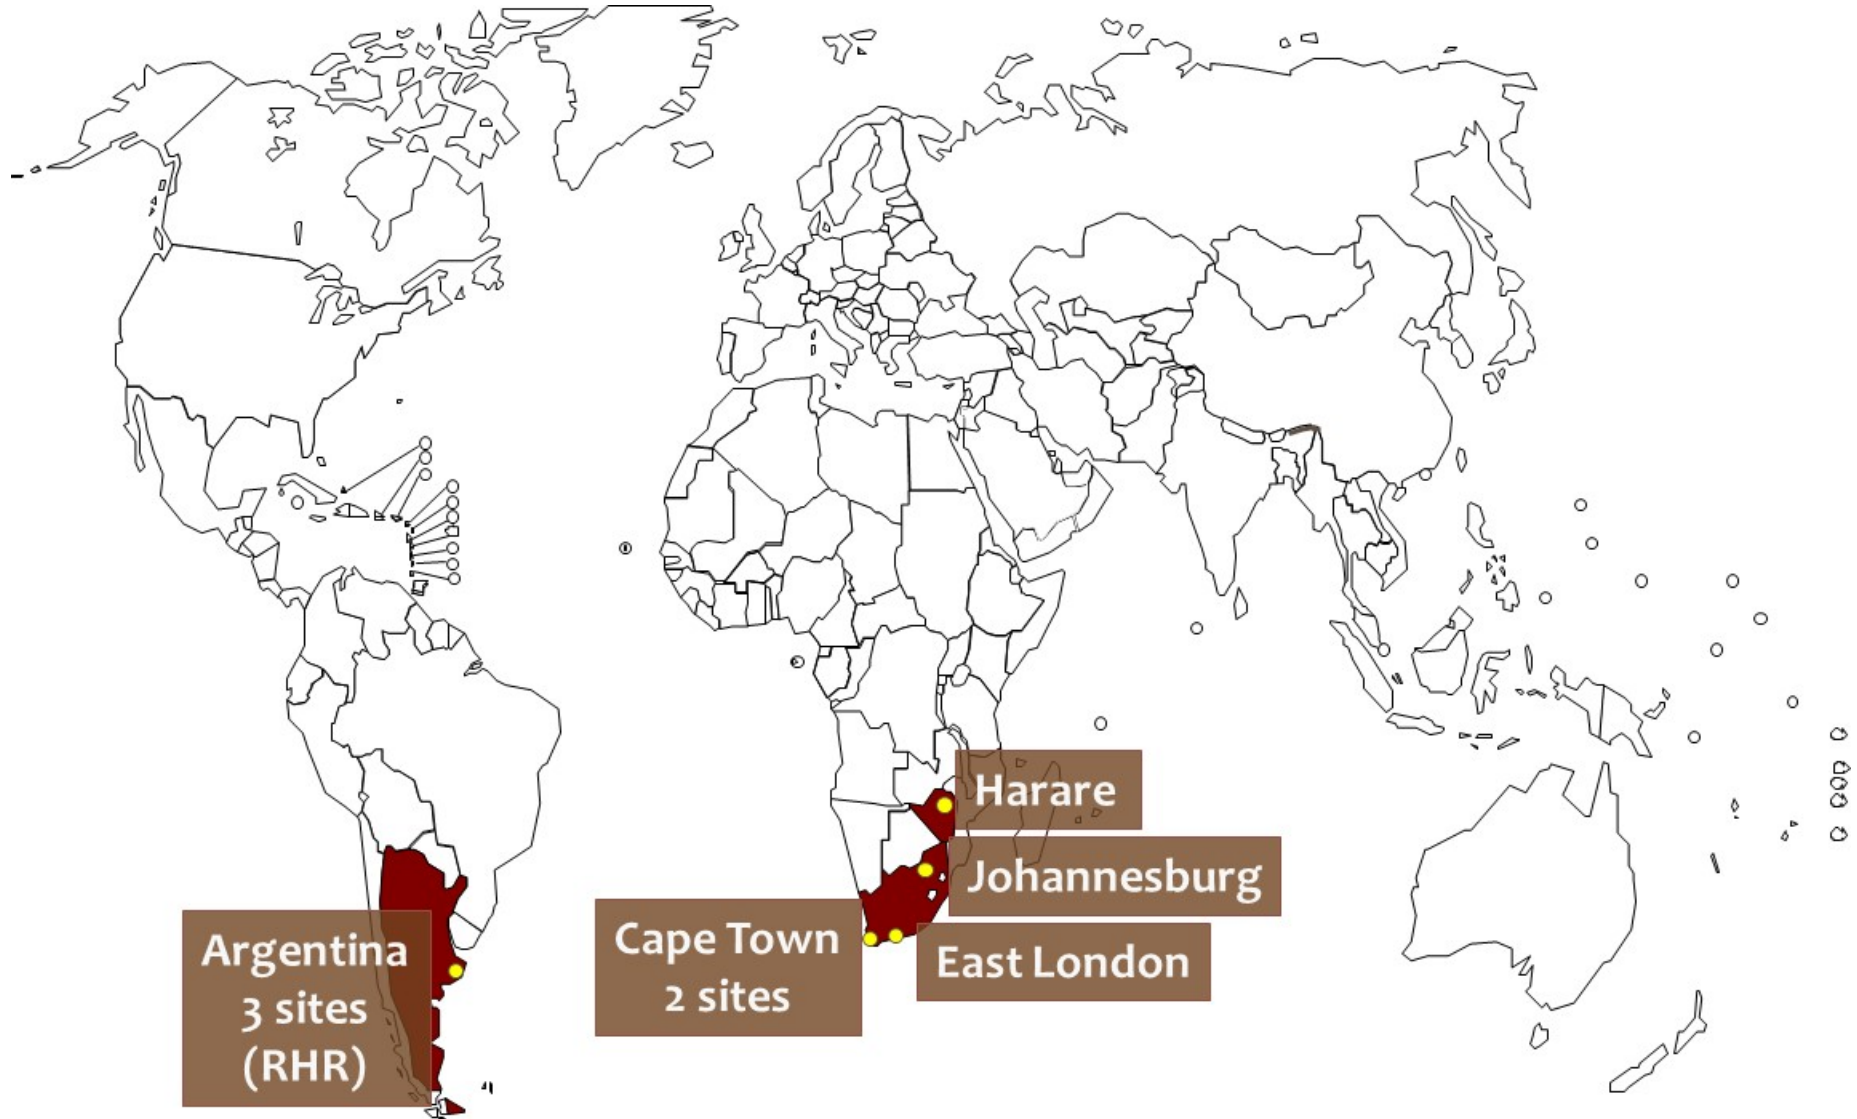 Harare
Johannesburg
Cape Town
2 sites
East London
Argentina
3 sites
(RHR)